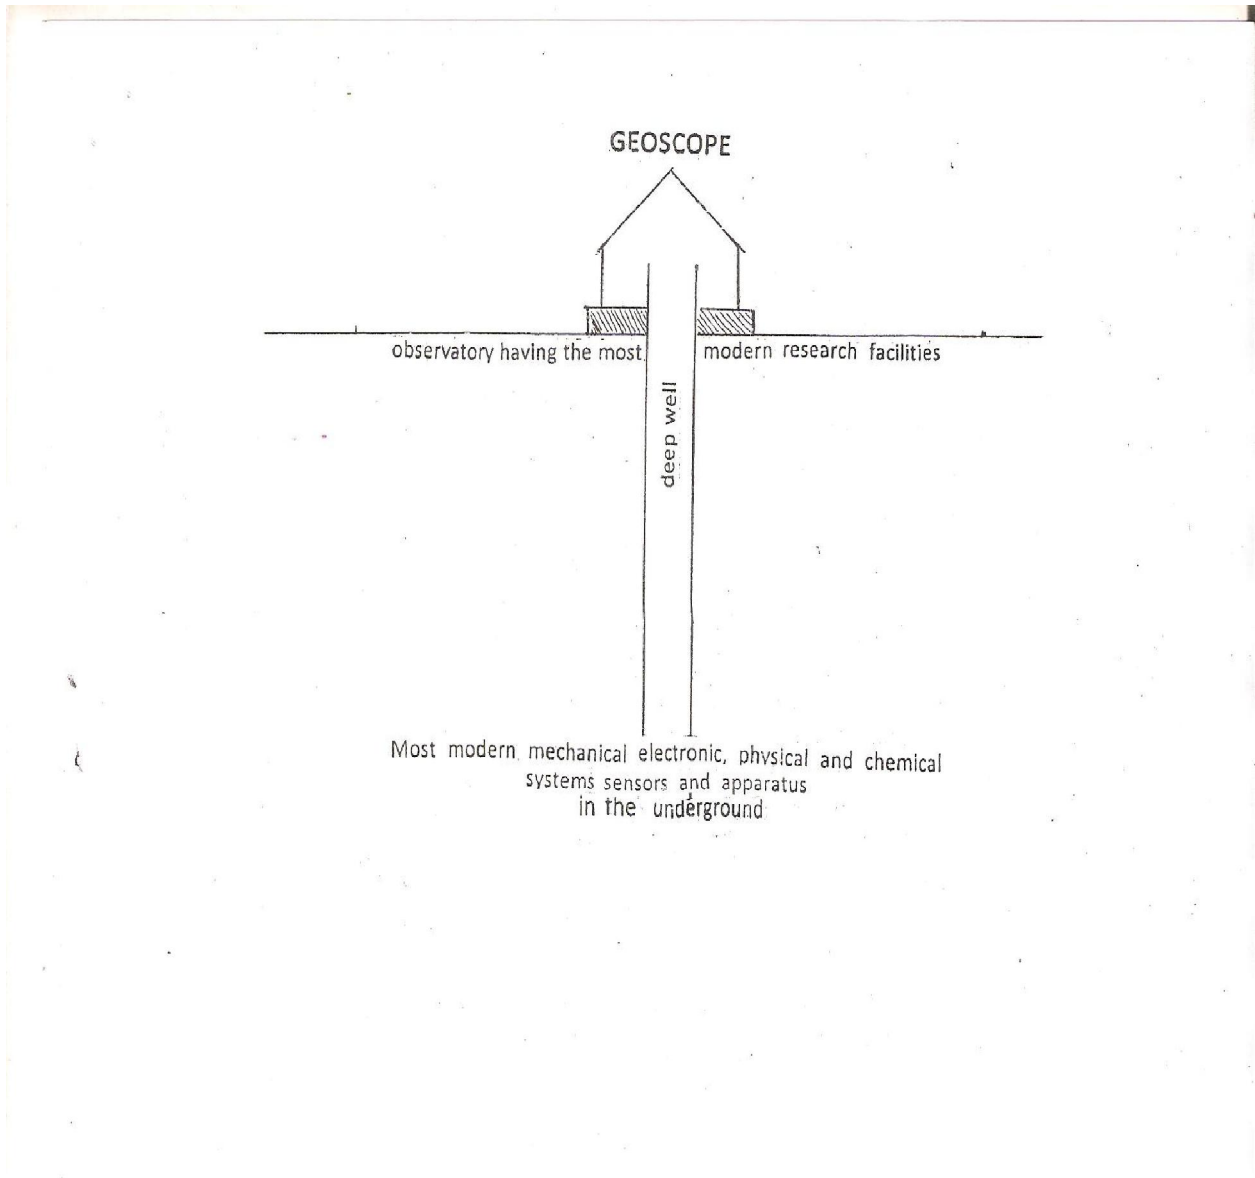 GEOSCOPE
observatory having the most modern research facilities
deep well
Most modern mechanical electronic, physical and chemical
systems sensors and apparatus
in the underground